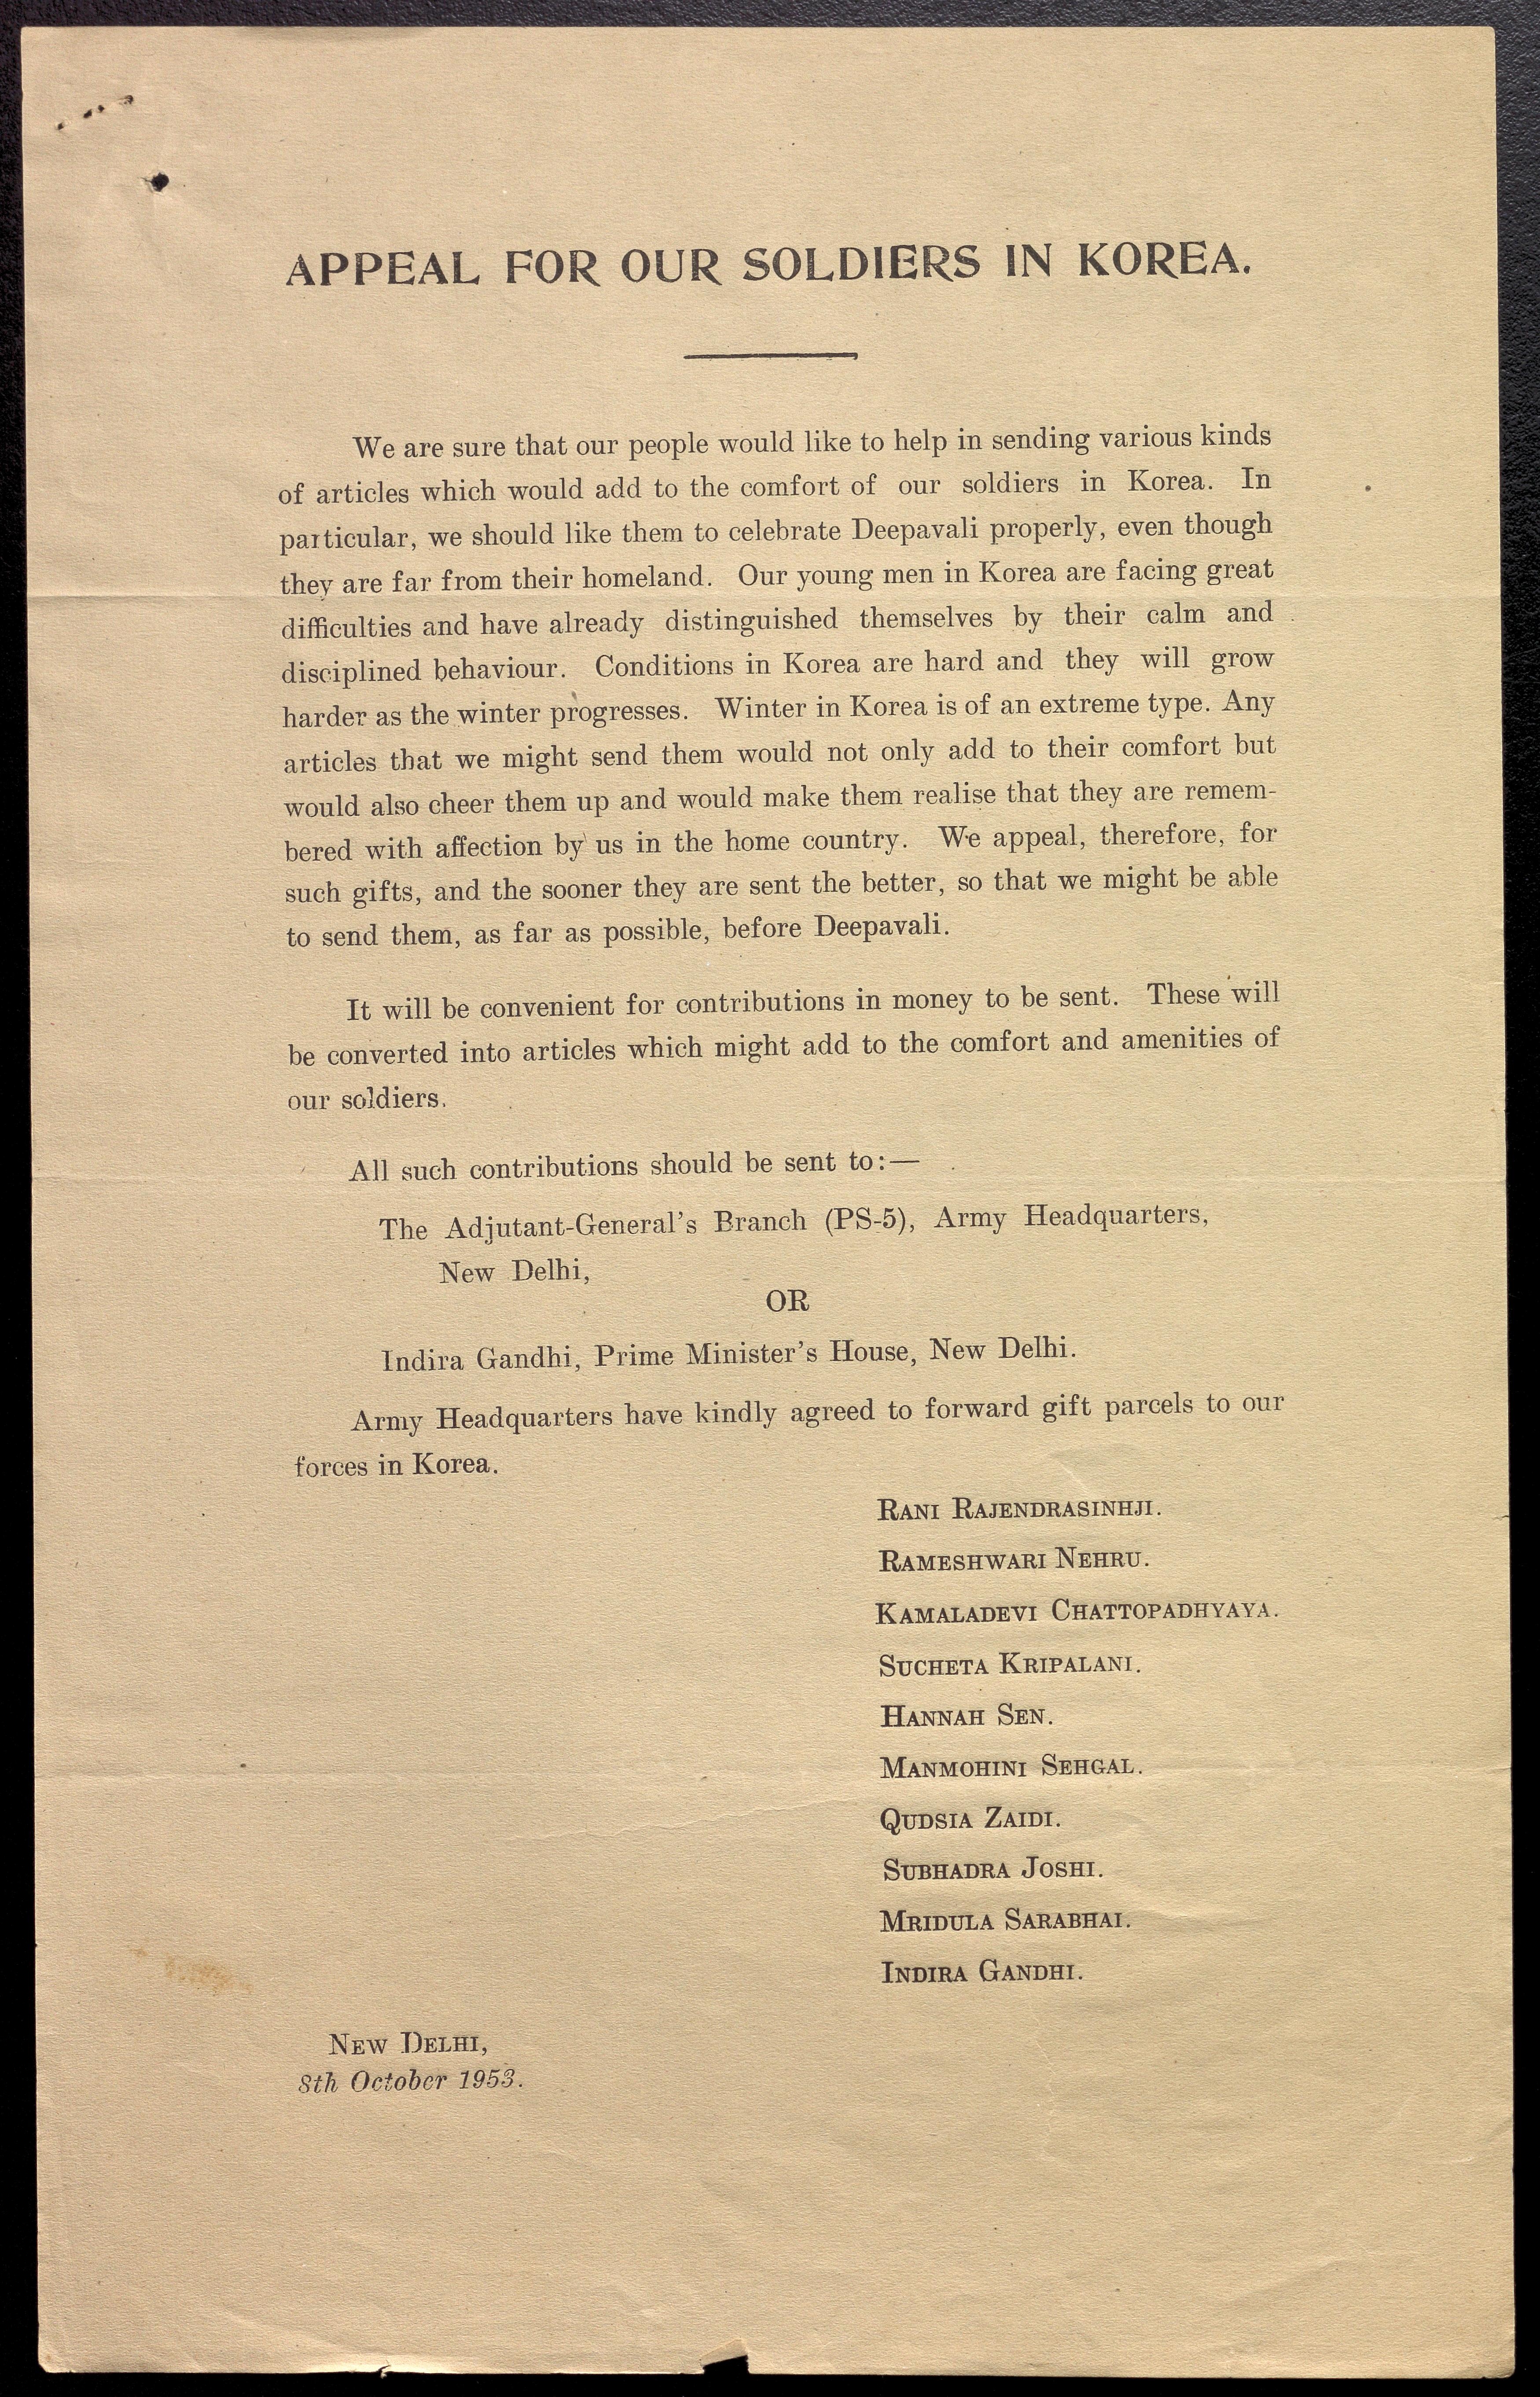 APPEAL FOR OUR SOLDIERS IN KOREA.
We are sure that our people would like to help in sending various kinds
of articles which would add to the comfort of our soldiers in Korea. In
particular, we should like them to celebrate Deepavali properly, even though
they are far from their homeland. Our young men in Korea are facing great
difficulties and have already distinguished themselves by their calm and
disciplined behaviour. Conditions in Korea are hard and they will grow
harder as the winter progresses. Winter in Korea is of an extreme type. Any
articles that we might send them would not only add to their comfort but
would also cheer them up and would make them realise that they are remem-
bered with affection by us in the home country. We appeal, therefore, for
such gifts, and the sooner they are sent the better, so that we might be able
to send them, as far as possible, before Deepavali.
It will be convenient for contributions in money to be sent. These will
be converted into articles which might add to the comfort and amenities of
our soldiers.
All such contributions should be sent to:—
The Adjutant-General's Branch (PS-5), Army Headquarters,
New Delhi,
OR
Indira Gandhi, Prime Minister's House, New Delhi.
Army Headquarters have kindly agreed to forward gift parcels to our
forces in Korea.
RANI RAJENDRASINHJI.
RAMESHWARI NEHRU.
KAMALADEVI CHATTOPADHYAYA.
SUCHETA KRIPALANI.
HANNAH SEN.
MANMOHINI SEHGAL.
QUDSIA ZAIDI.
SUBHADRA JOSHI.
MRIDULA SARABHAI.
INDIRA GANDHI.
NEW DELHI,
8th October 1953.